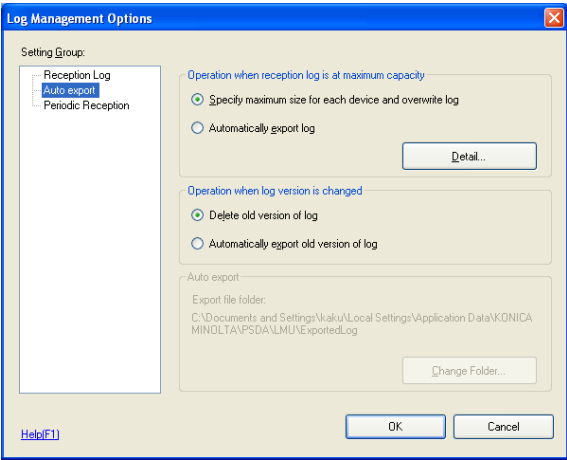 Log Management Options
Setting Group:
Reception Log
Auto export
Periodic Reception
Operation when reception log is at maximum capacity
Specify maximum size for each device and overwrite log
Automatically export log
Detail...
Operation when log version is changed
Delete old version of log
Automatically export old version of log
Auto export
Export file folder:
C:\Documents and Settings\kaku\Local Settings\Application Data\KONICA
MINOLTA\PSDA\LMU\ExportedLog
Change Folder...
Help(F1)
OK
Cancel